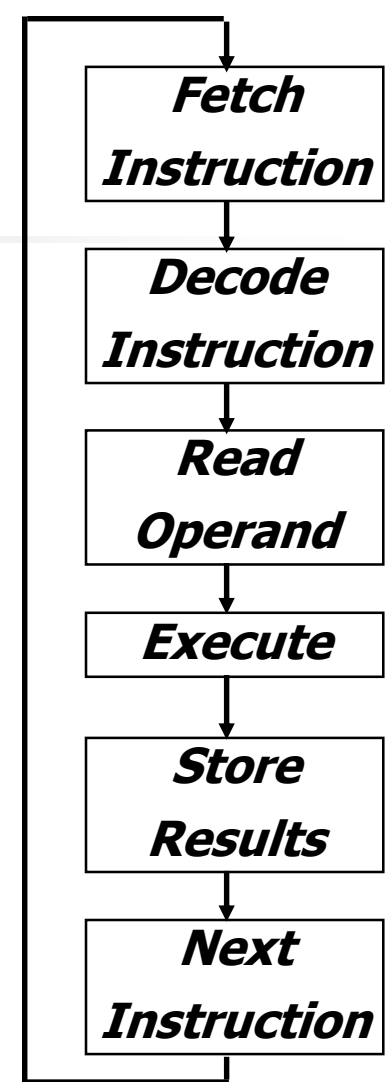 Fetch
Instruction
Decode
Instruction
Read
Operand
Execute
Store
Results
Next
Instruction